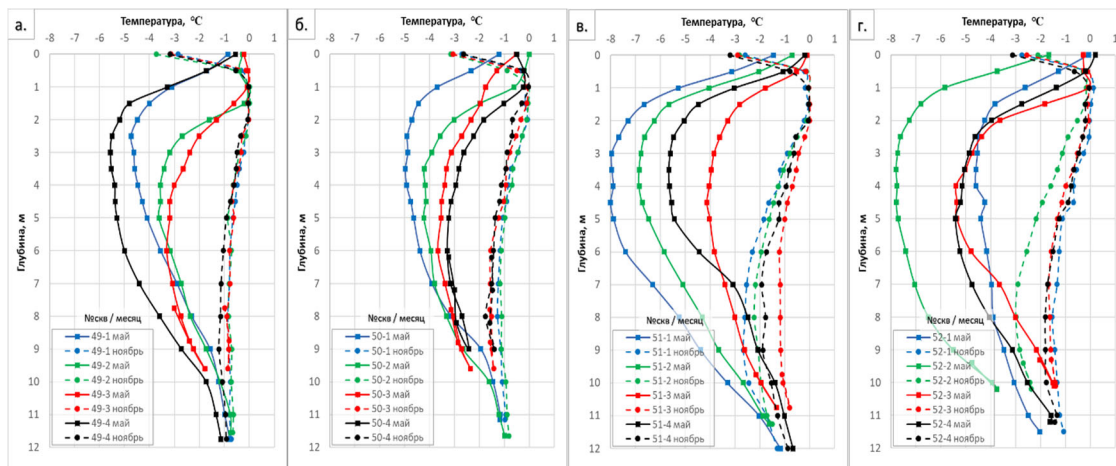 а.
Температура, °C
-8 -7 -6 -5 -4 -3 -2 -1 0
0
1
2
3
4
5
6
7
8
9
10
11
12
Глубина, м
№скв / месяц
49-1 май
49-1 ноябрь
49-2 май
49-2 ноябрь
49-3 май
49-3 ноябрь
49-4 май
49-4 ноябрь
б.
Температура, °C
-8 -7 -6 -5 -4 -3 -2 -1 0
0
1
2
3
4
5
6
7
8
9
10
11
12
Глубина, м
№скв / месяц
50-1 май
50-1 ноябрь
50-2 май
50-2 ноябрь
50-3 май
50-3 ноябрь
50-4 май
50-4 ноябрь
в.
Температура, °C
-8 -7 -6 -5 -4 -3 -2 -1 0
0
1
2
3
4
5
6
7
8
9
10
11
12
Глубина, м
№скв / месяц
51-1 май
51-1 ноябрь
51-2 май
51-2 ноябрь
51-3 май
51-3 ноябрь
51-4 май
51-4 ноябрь
г.
Температура, °C
-8 -7 -6 -5 -4 -3 -2 -1 0
0
1
2
3
4
5
6
7
8
9
10
11
12
Глубина, м
№скв / месяц
52-1 май
52-1 ноябрь
52-2 май
52-2 ноябрь
52-3 май
52-3 ноябрь
52-4 май
52-4 ноябрь